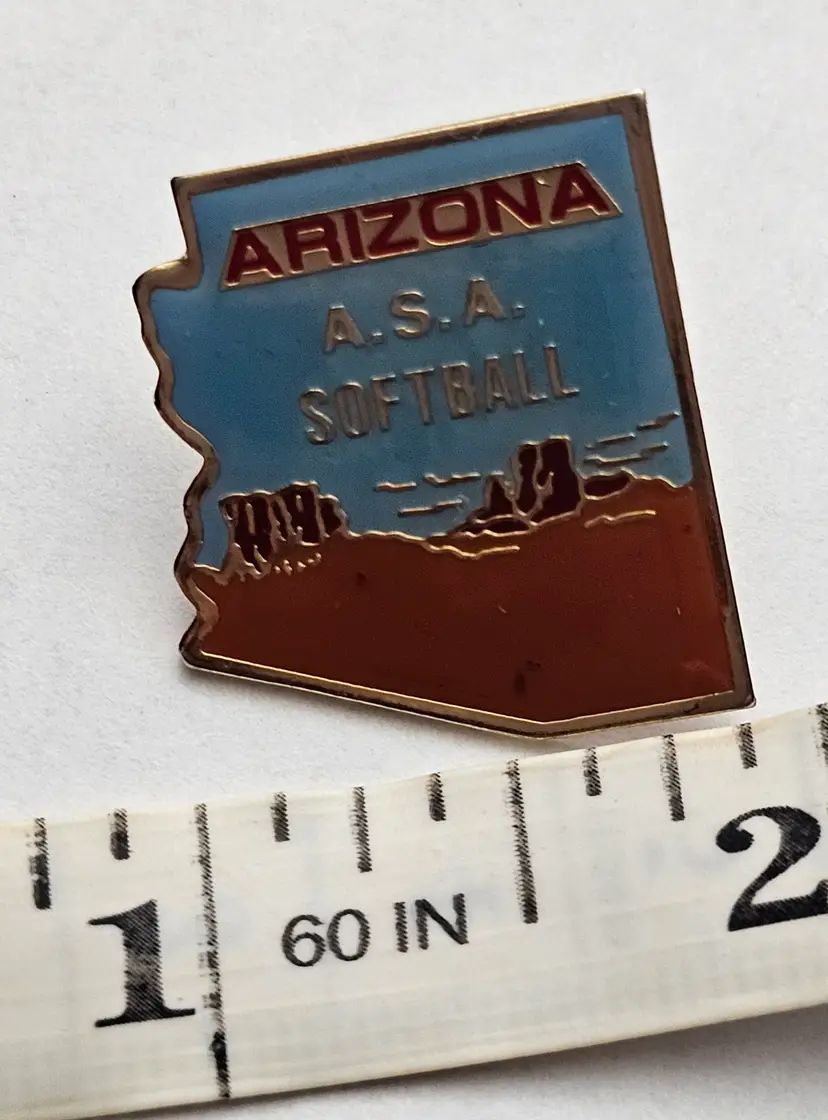 ARIZONA
A.S.A.
SOFTBALL
1 60 IN 2